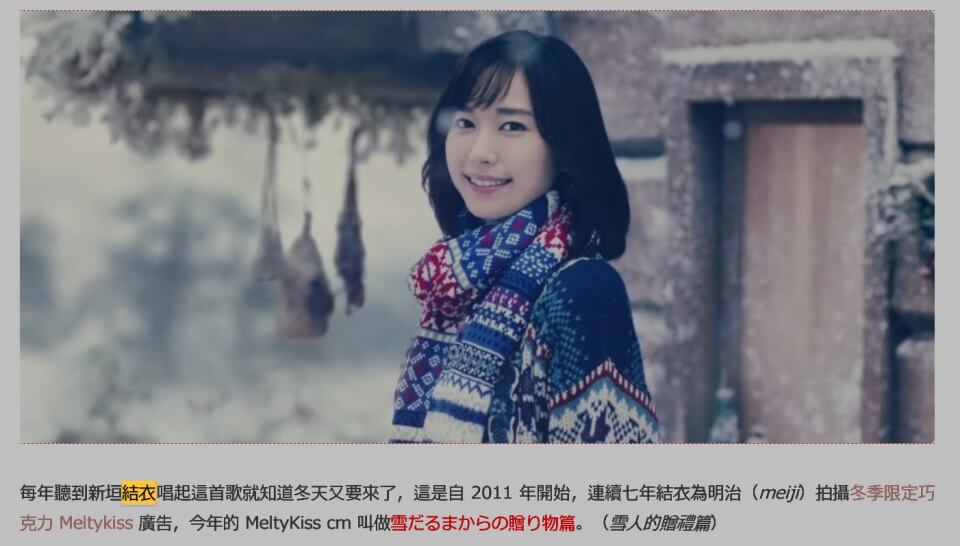 每年聽到新垣結衣唱起這首歌就知道冬天又要來了，這是自 2011 年開始，連續七年結衣為明治（meiji）拍攝冬季限定巧
克力 Meltykiss 廣告，今年的 MeltyKiss cm 叫做雪だるまからの贈り物篇。（雪人的贈禮篇）